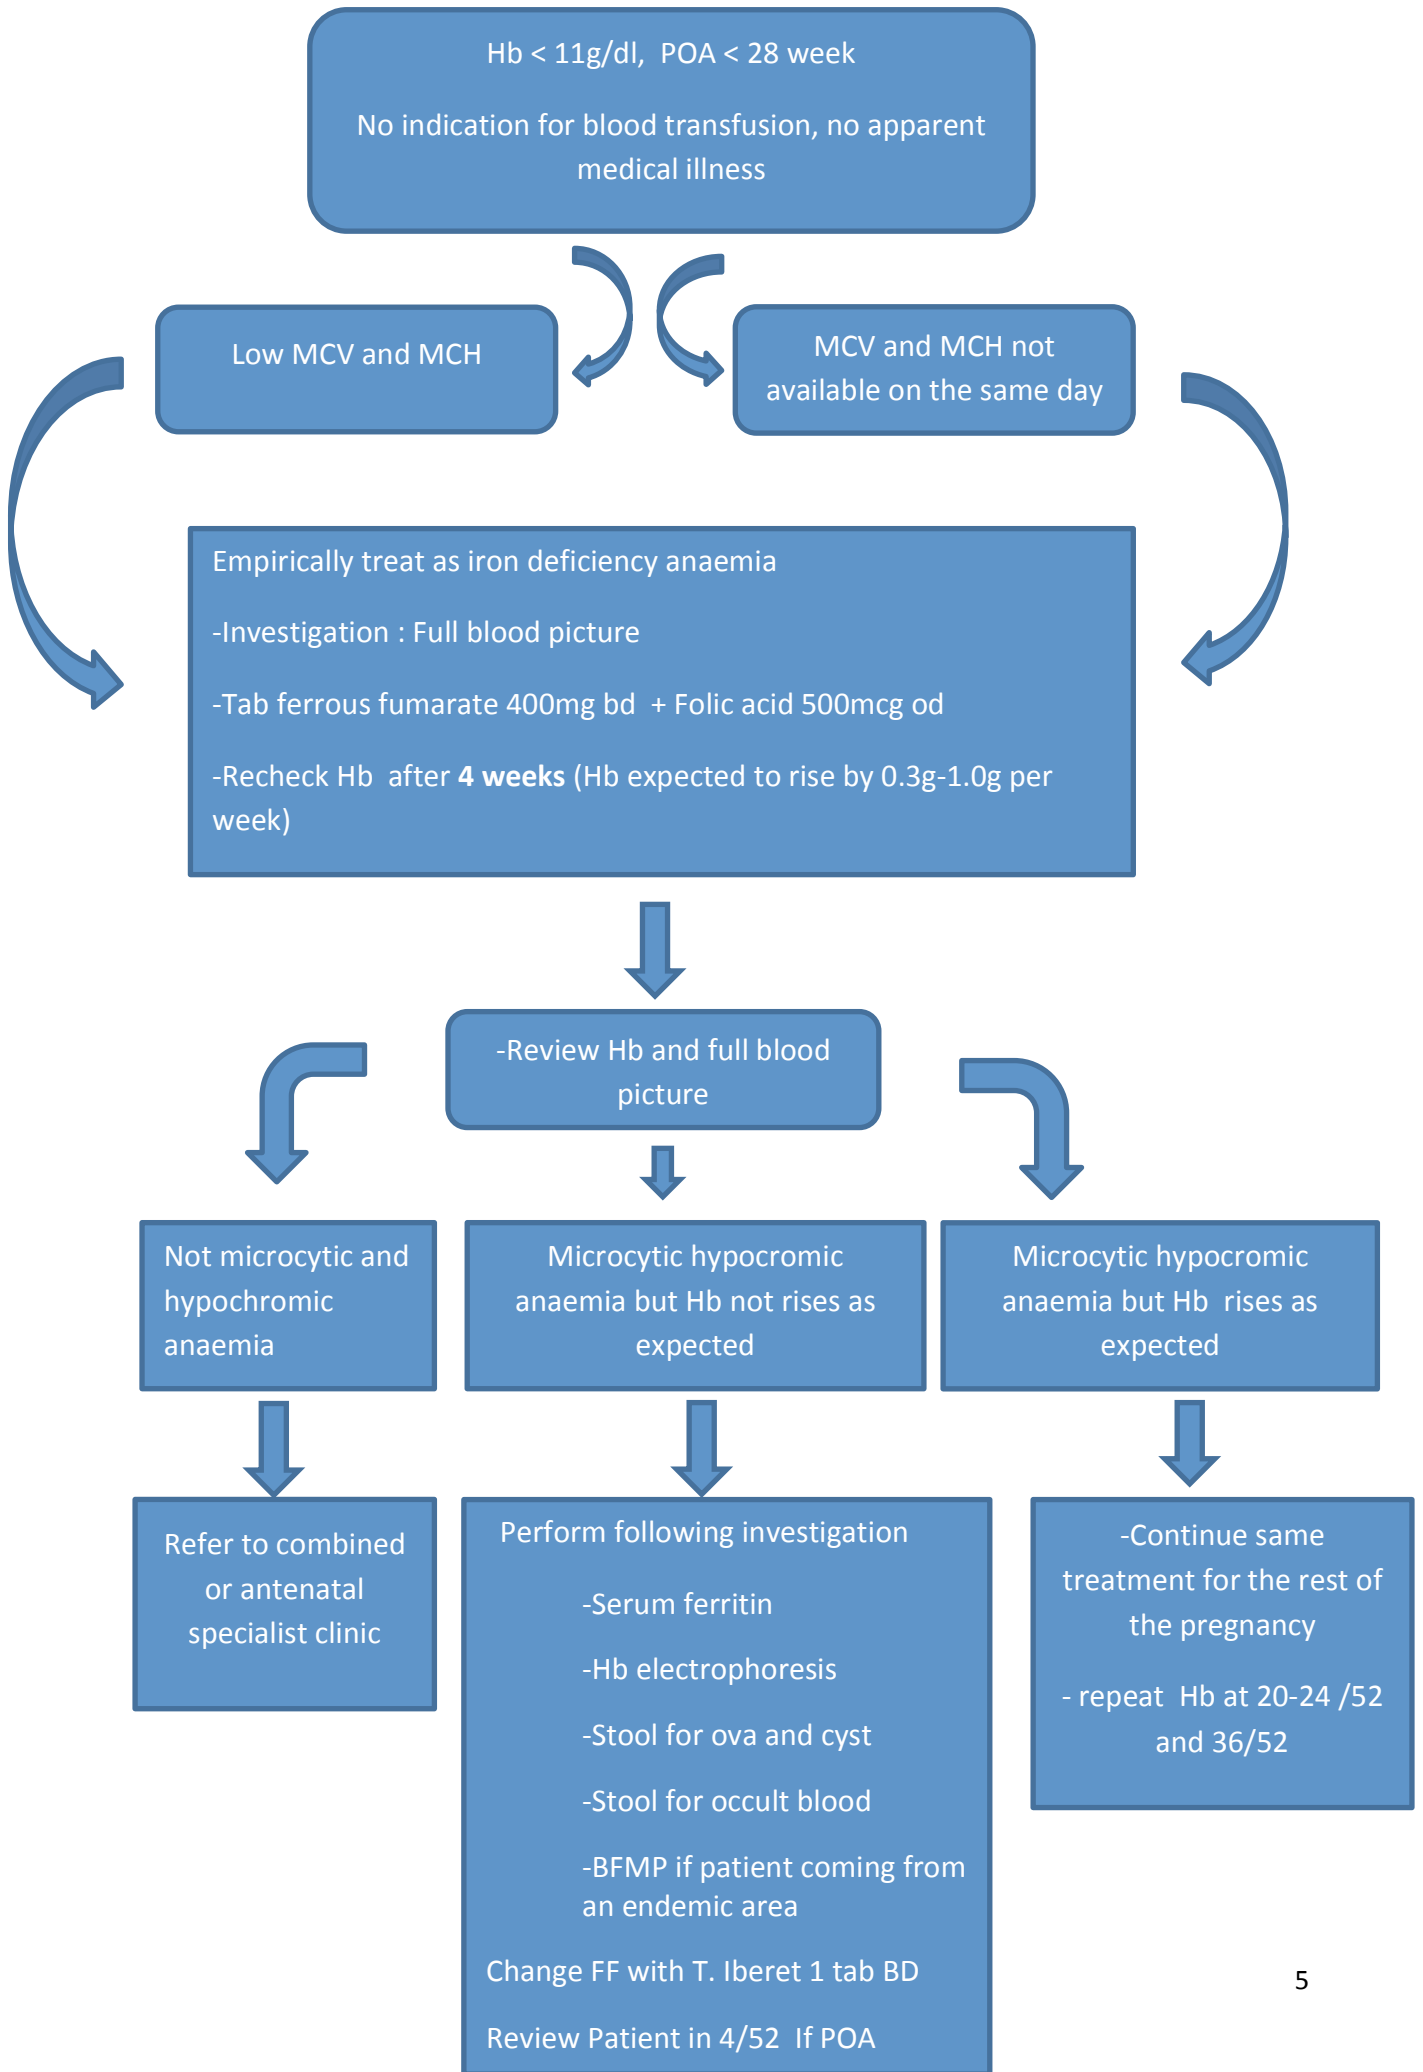 Hb < 11g/dl, POA < 28 week
No indication for blood transfusion, no apparent
medical illness
Low MCV and MCH
MCV and MCH not
available on the same day
Empirically treat as iron deficiency anaemia
-Investigation : Full blood picture
-Tab ferrous fumarate 400mg bd + Folic acid 500mcg od
-Recheck Hb after 4 weeks (Hb expected to rise by 0.3g-1.0g per
week)
-Review Hb and full blood
picture
Not microcytic and
hypochromic
anaemia
Microcytic hypocromic
anaemia but Hb not rises as
expected
Microcytic hypocromic
anaemia but Hb rises as
expected
Refer to combined
or antenatal
specialist clinic
Perform following investigation
-Serum ferritin
-Hb electrophoresis
-Stool for ova and cyst
-Stool for occult blood
-BFMP if patient coming from
an endemic area
Change FF with T. Iberet 1 tab BD
Review Patient in 4/52 If POA
-Continue same
treatment for the rest of
the pregnancy
- repeat Hb at 20-24 /52
and 36/52
5